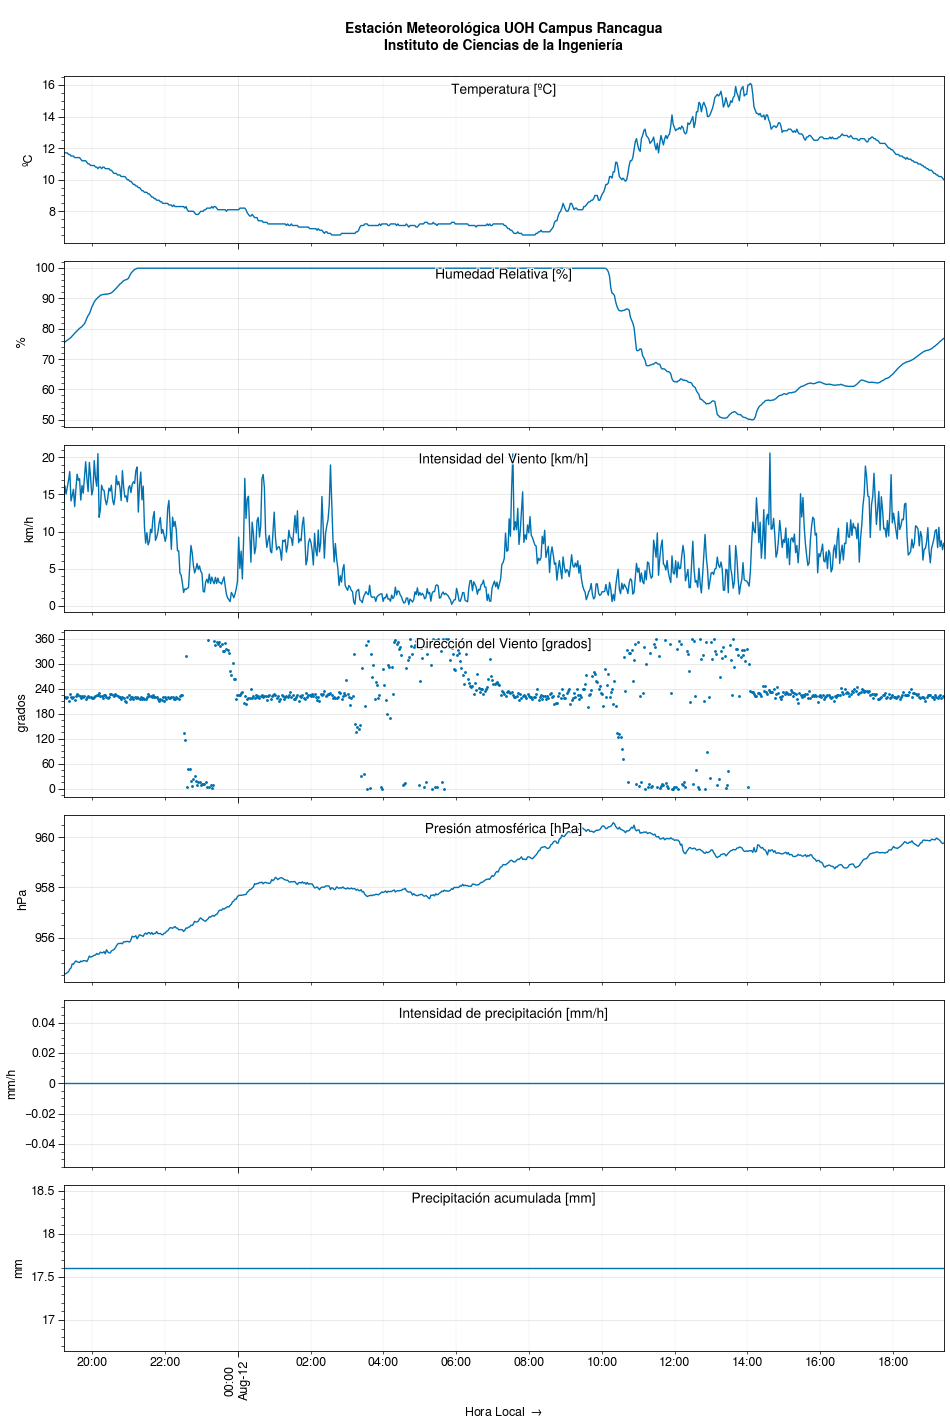 Estación Meteorológica UOH Campus Rancagua
Instituto de Ciencias de la Ingeniería
Temperatura [ºC]
16
14
12
10
8
ºC
Humedad Relativa [%]
100
90
80
70
60
50
%
Intensidad del Viento [km/h]
20
15
10
5
0
km/h
Dirección del Viento [grados]
360
300
240
180
120
60
0
grados
Presión atmosférica [hPa]
960
958
956
hPa
Intensidad de precipitación [mm/h]
0.04
0.02
0
−0.02
−0.04
mm/h
Precipitación acumulada [mm]
18.5
18
17.5
17
mm
20:00 22:00 00:00 02:00 04:00 06:00 08:00 10:00 12:00 14:00 16:00 18:00
Aug-12
Hora Local →